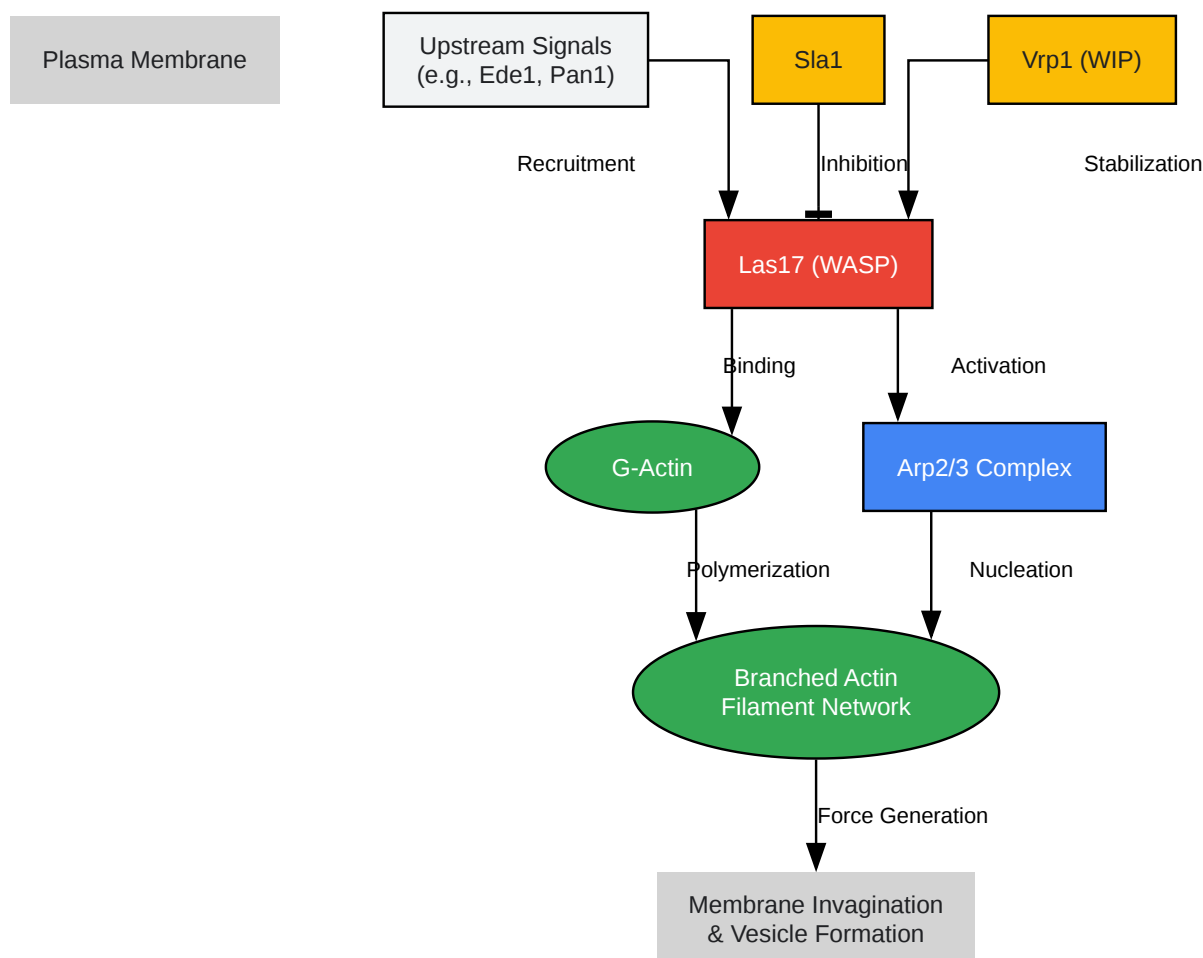 Plasma Membrane
Upstream Signals
(e.g., Ede1, Pan1)
Sla1
Vrp1 (WIP)
Recruitment
Inhibition
Stabilization
Las17 (WASP)
Binding
Activation
G-Actin
Arp2/3 Complex
Polymerization
Nucleation
Branched Actin
Filament Network
Force Generation
Membrane Invagination
& Vesicle Formation